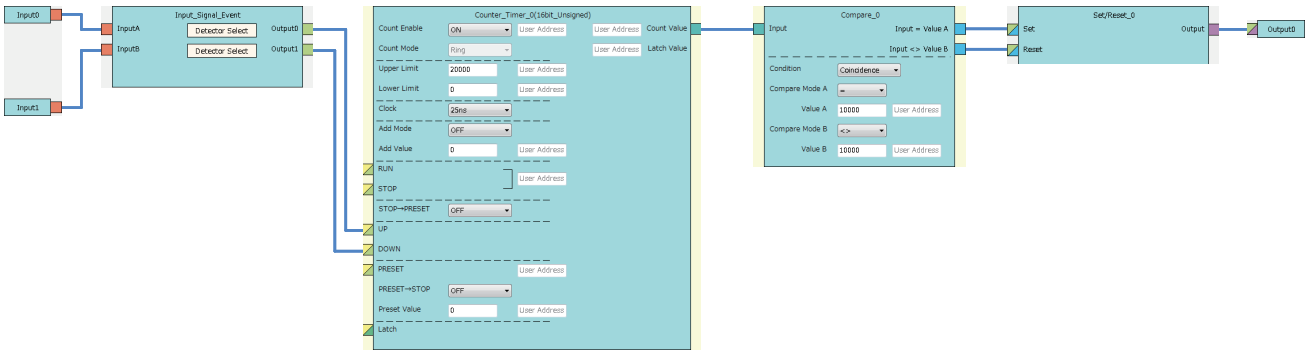 Input0
Input1
Input_Signal_Event
InputA
Detector Select
Output0
InputB
Detector Select
Output1
Counter_Timer_0(16bit_Unsigned)
Count Enable ON User Address User Address Count Value
Count Mode Ring User Address Latch Value
Upper Limit 20000 User Address
Lower Limit 0 User Address
Clock 25ns
Add Mode OFF
Add Value 0 User Address
RUN
User Address
STOP
STOP→PRESET OFF
UP
DOWN
PRESET User Address
PRESET→STOP OFF
Preset Value 0 User Address
Latch
Compare_0
Input Input = Value A
Input <> Value B
Condition Coincidence
Compare Mode A =
Value A 10000 User Address
Compare Mode B <>
Value B 10000 User Address
Set/Reset_0
Set Output
Reset
Output0